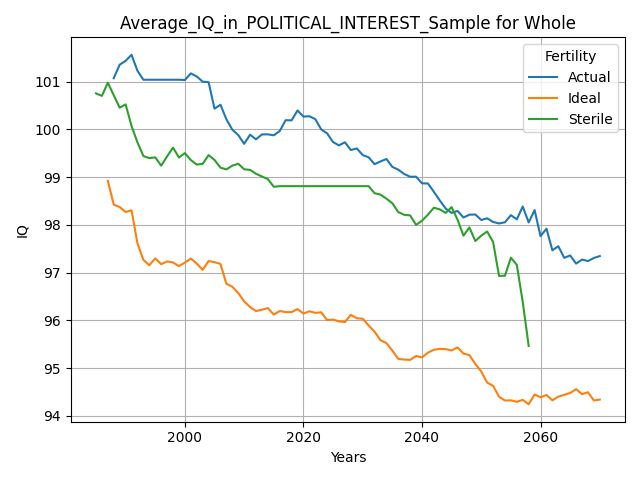 Average_IQ_in_POLITICAL_INTEREST_Sample for Whole
Fertility
Actual
Ideal
Sterile
IQ
101
100
99
98
97
96
95
94
2000
2020
2040
2060
Years